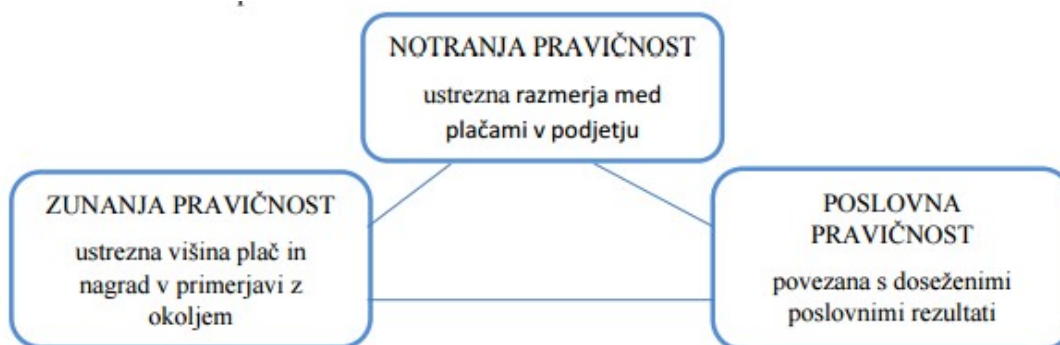 NOTRANJA PRAVIČNOST
ustrezna razmerja med
plačami v podjetju
ZUNANJA PRAVIČNOST
ustrezna višina plač in
nagrad v primerjavi z
okoljem
POSLOVNA
PRAVIČNOST
povezana s doseženimi
poslovnimi rezultati